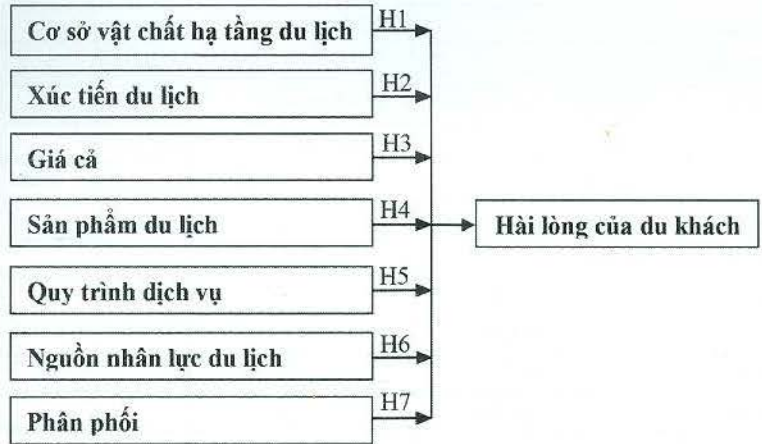 Cơ sở vật chất hạ tầng du lịch
H1
Xúc tiến du lịch
H2
Giá cả
H3
Sản phẩm du lịch
H4
Hài lòng của du khách
Quy trình dịch vụ
H5
Nguồn nhân lực du lịch
H6
Phân phối
H7